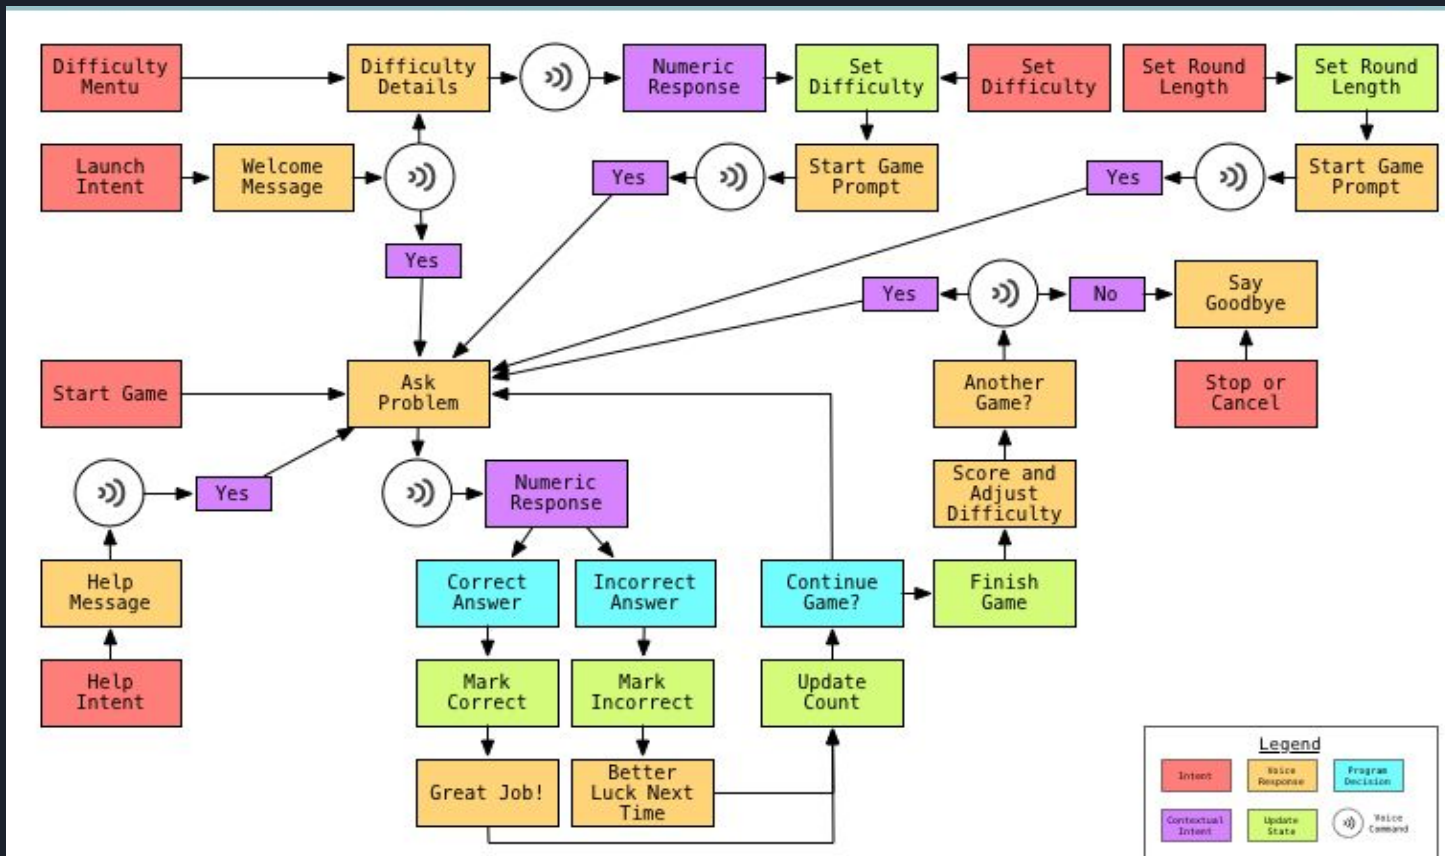 Difficulty
Mentu
Difficulty
Details
Numeric
Response
Set
Difficulty
Set
Difficulty
Set Round
Length
Set Round
Length
Launch
Intent
Welcome
Message
Yes
Start Game
Prompt
Yes
Start Game
Prompt
Yes
Yes
No
Say
Goodbye
Start Game
Ask
Problem
Another
Game?
Stop or
Cancel
Yes
Numeric
Response
Score and
Adjust
Difficulty
Help
Message
Correct
Answer
Incorrect
Answer
Continue
Game?
Finish
Game
Help
Intent
Mark
Correct
Mark
Incorrect
Update
Count
Great Job!
Better
Luck Next
Time
Legend
Intent
Voice
Response
Program
Decision
Contextual
Intent
Update
State
Voice
Command